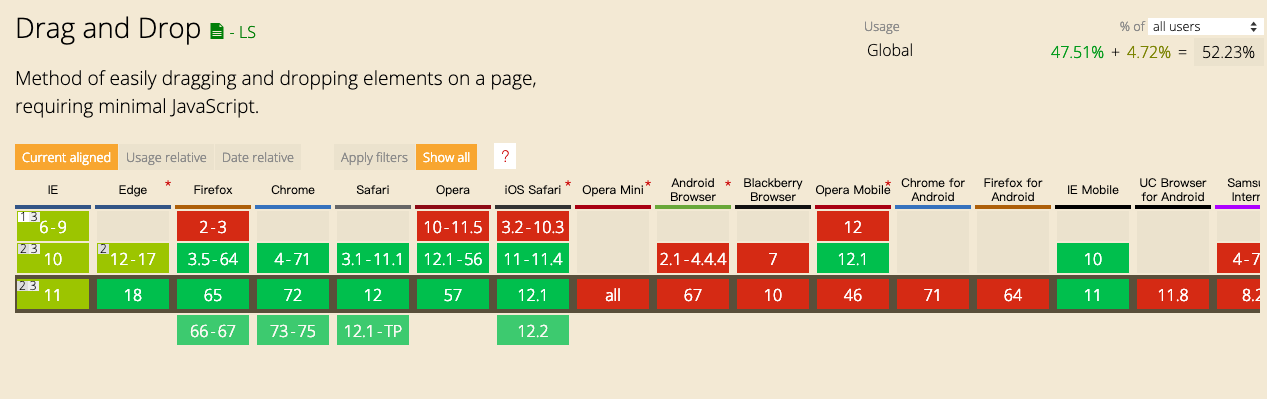 Drag and Drop - LS
Usage % of all users
Global 47.51% + 4.72% = 52.23%
Method of easily dragging and dropping elements on a page,
requiring minimal JavaScript.
Current aligned Usage relative Date relative Apply filters Show all ?
IE Edge * Firefox Chrome Safari Opera iOS Safari * Opera Mini * Android Browser * Blackberry Browser Opera Mobile * Chrome for Android Firefox for Android IE Mobile UC Browser for Android Samsu Intern
1 3 6-9 2-3 10-11.5 3.2-10.3 12
2 3 10 2 12-17 3.5-64 4-71 3.1-11.1 12.1-56 11-11.4 2.1-4.4.4 7 12.1 10 4-7
2 3 11 18 65 72 12 57 12.1 all 67 10 46 71 64 11 11.8 8.2
66-67 73-75 12.1-TP 12.2